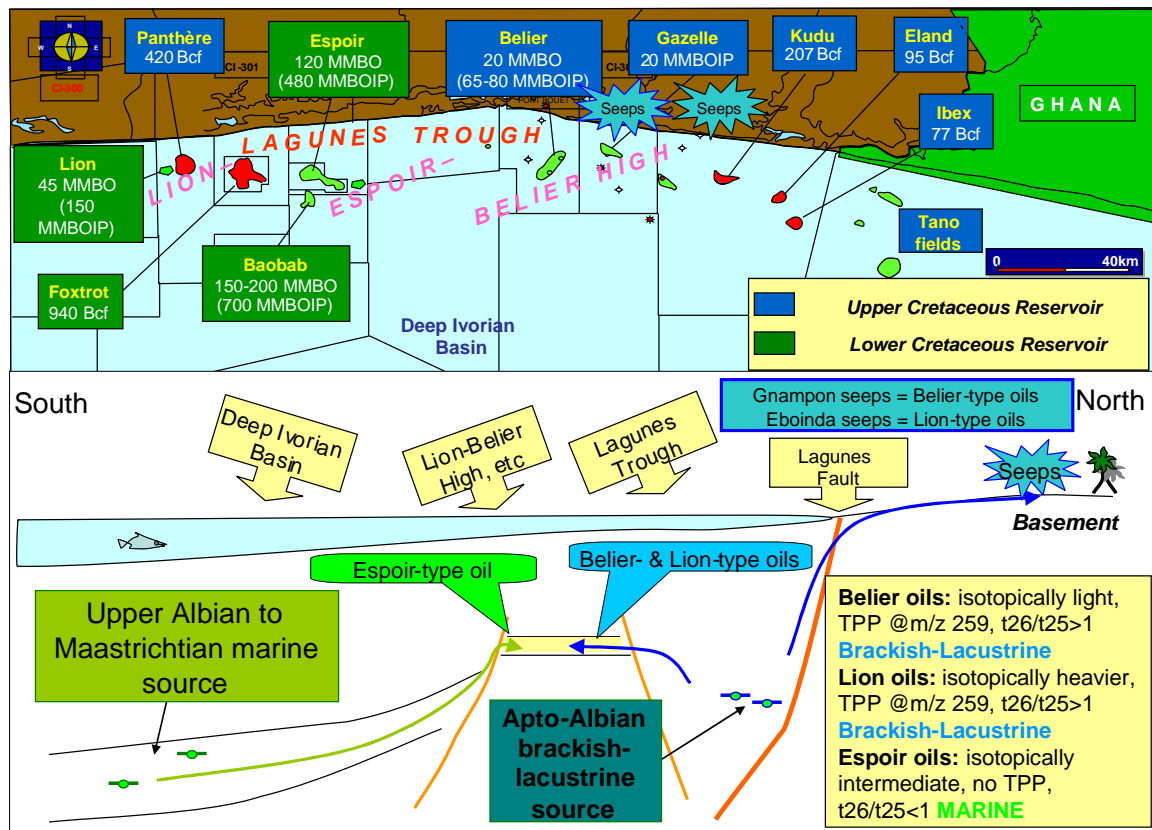 N
W
E
S
CI-300
Panthère
420 Bcf
CI -301
Espoir
120 MMBO
(480 MMBOIP)
Belier
20 MMBO
(65-80 MMBOIP)
Gazelle
20 MMBOIP
Kudu
207 Bcf
Eland
95 Bcf
Ibex
77 Bcf
GHANA
Seeps
Seeps
LAGUNES TROUGH
LION–
ESPOIR–
BELIER HIGH
Lion
45 MMBO
(150
MMBOIP)
Foxtrot
940 Bcf
Baobab
150-200 MMBO
(700 MMBOIP)
Deep Ivorian
Basin
Tano
fields
0
40km
Upper Cretaceous Reservoir
Lower Cretaceous Reservoir
South
North
Gnampon seeps = Belier-type oils
Eboinda seeps = Lion-type oils
Deep Ivorian
Basin
Lion-Belier
High, etc
Lagunes
Trough
Lagunes
Fault
Seeps
Basement
Espoir-type oil
Belier- & Lion-type oils
Upper Albian to
Maastrichtian marine
source
Apto-Albian
brackish-
lacustrine
source
Belier oils: isotopically light,
TPP @m/z 259, t26/t25>1
Brackish-Lacustrine
Lion oils: isotopically heavier,
TPP @m/z 259, t26/t25>1
Brackish-Lacustrine
Espoir oils: isotopically
intermediate, no TPP,
t26/t25<1 MARINE